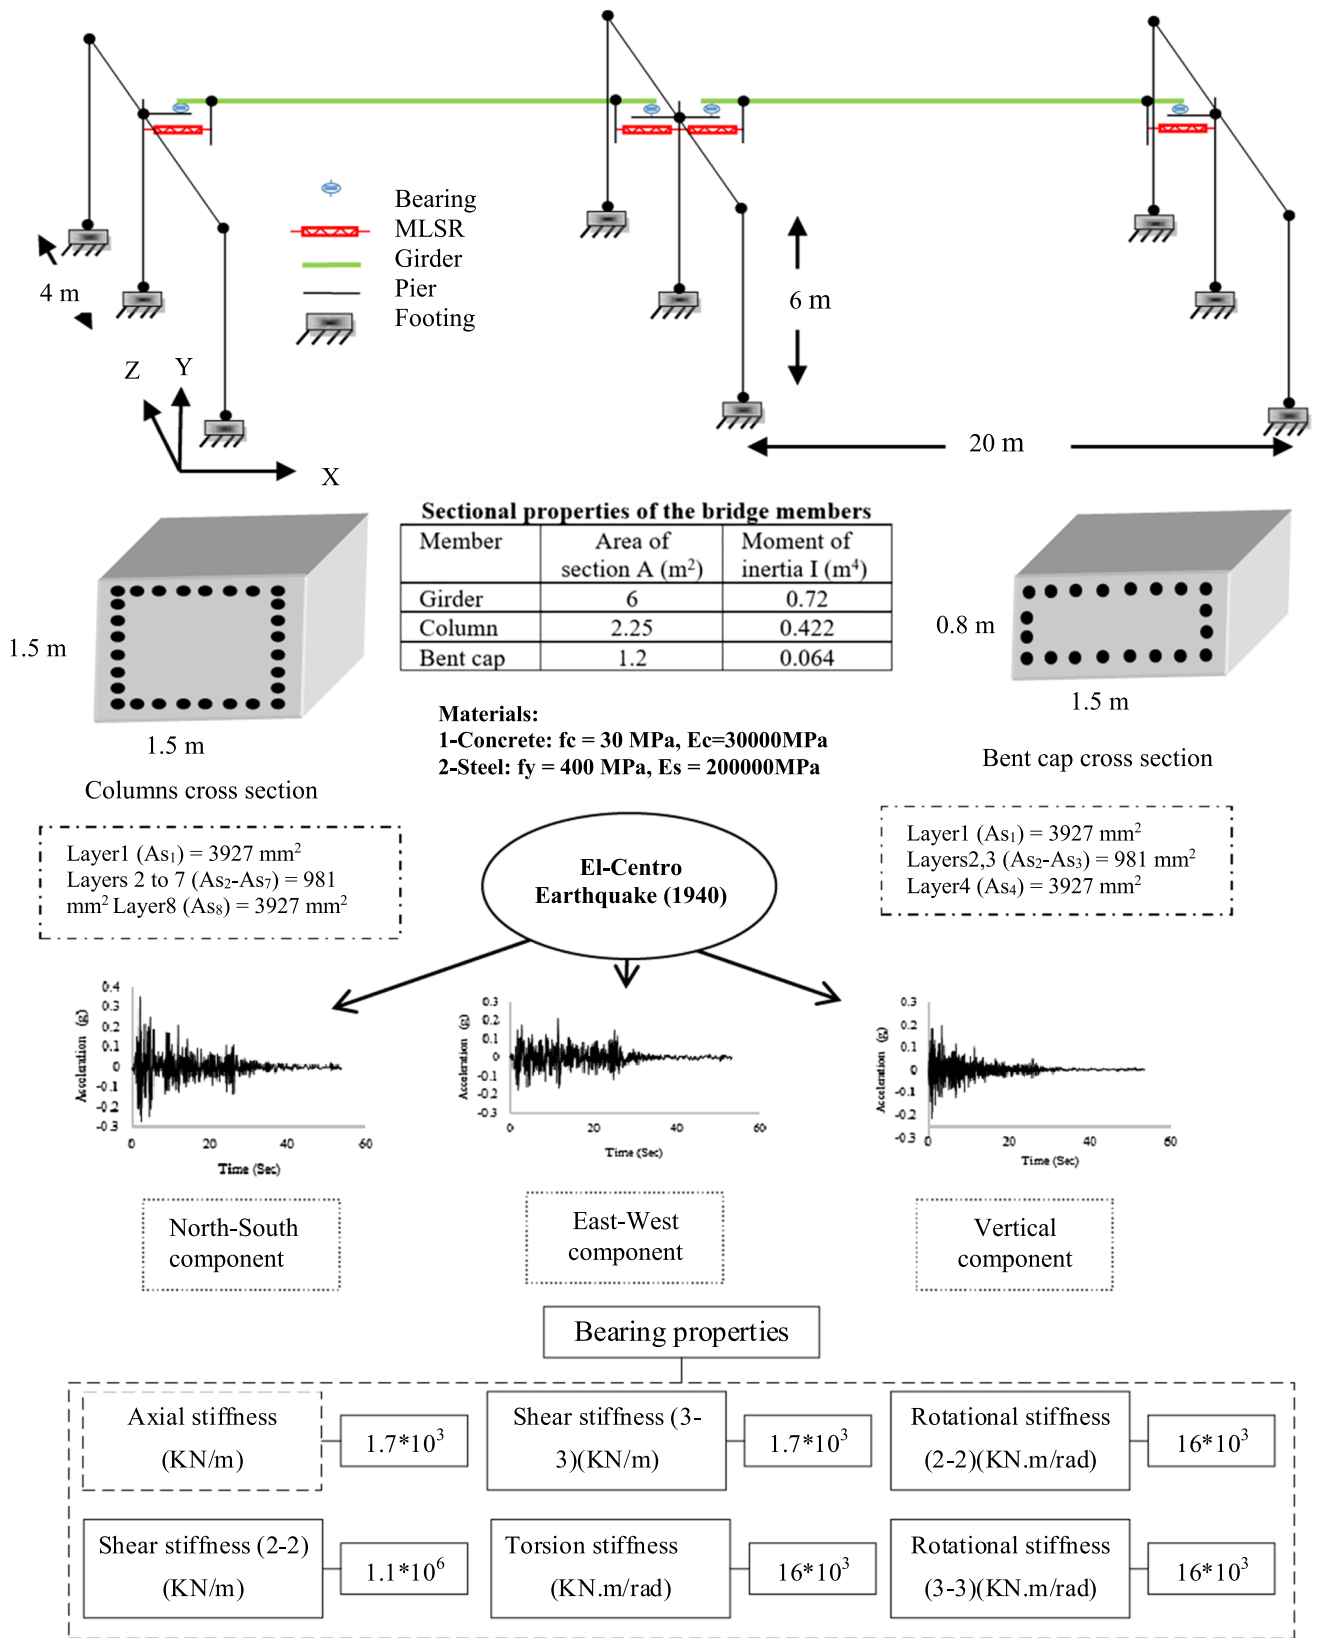 Bearing
MLSR
Girder
Pier
Footing
4 m
6 m
20 m
Z
Y
X
Sectional properties of the bridge members
Member
Area of
section A (m²)
Moment of
inertia I (m⁴)
Girder
6
0.72
Column
2.25
0.422
Bent cap
1.2
0.064
1.5 m
1.5 m
Columns cross section
0.8 m
1.5 m
Bent cap cross section
Materials:
1-Concrete: fc = 30 MPa, Ec=30000MPa
2-Steel: fy = 400 MPa, Es = 200000MPa
Layer1 (As₁) = 3927 mm²
Layers 2 to 7 (As₂-As₇) = 981
mm² Layer8 (As₈) = 3927 mm²
El-Centro
Earthquake (1940)
Layer1 (As₁) = 3927 mm²
Layers2,3 (As₂-As₃) = 981 mm²
Layer4 (As₄) = 3927 mm²
Acceleration (g)
0.4
0.3
0.2
0.1
0
-0.1
-0.2
-0.3
0
20
40
60
Time (Sec)
Acceleration (g)
0.3
0.2
0.1
0
-0.1
-0.2
-0.3
0
20
40
60
Time (Sec)
Acceleration (g)
0.3
0.2
0.1
0
-0.1
-0.2
-0.3
0
20
40
60
Time (Sec)
North-South
component
East-West
component
Vertical
component
Bearing properties
Axial stiffness
(KN/m)
1.7*10³
Shear stiffness (3-
3)(KN/m)
1.7*10³
Rotational stiffness
(2-2)(KN.m/rad)
16*10³
Shear stiffness (2-2)
(KN/m)
1.1*10⁶
Torsion stiffness
(KN.m/rad)
16*10³
Rotational stiffness
(3-3)(KN.m/rad)
16*10³